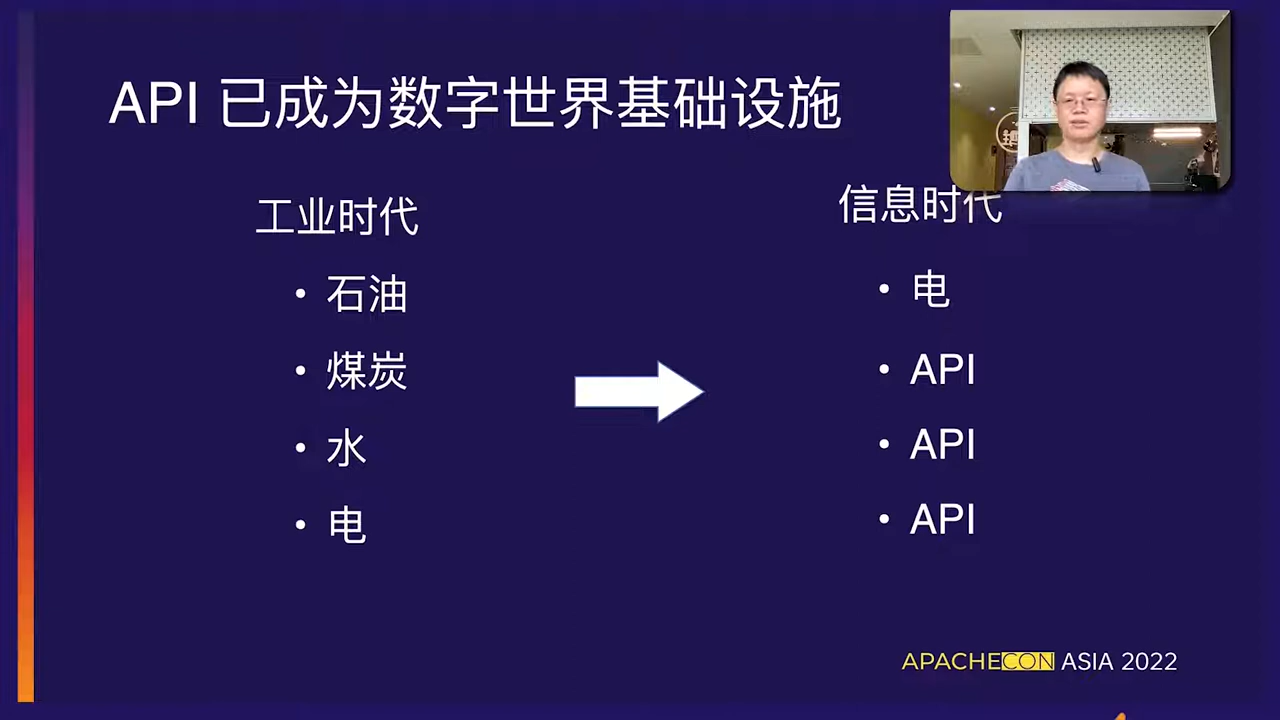 API 已成为数字世界基础设施
工业时代
• 石油
• 煤炭
• 水
• 电
信息时代
• 电
• API
• API
• API
APACHECON ASIA 2022